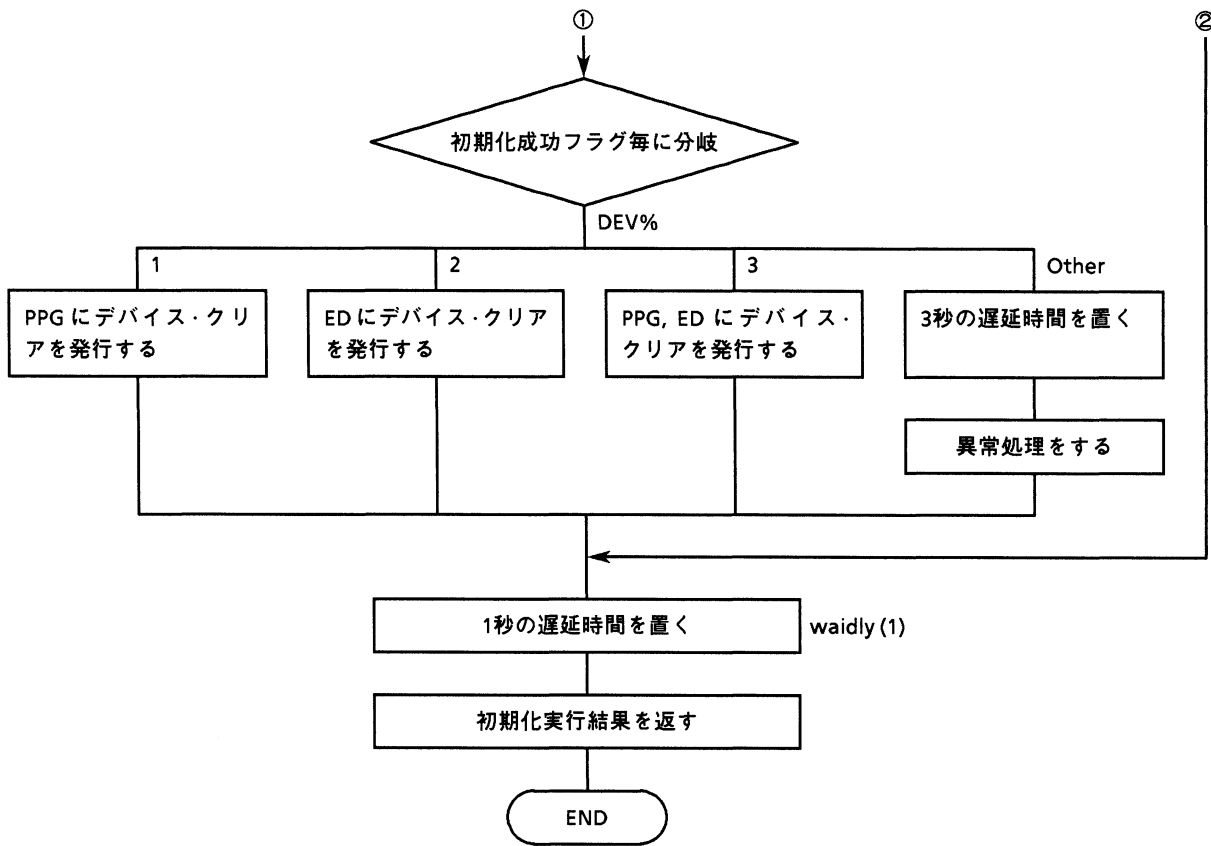 ①
②
初期化成功フラグ毎に分岐
DEV%
1
2
3
Other
PPG にデバイス・クリ
アを発行する
ED にデバイス・クリア
を発行する
PPG, ED にデバイス・
クリアを発行する
3秒の遅延時間を置く
異常処理をする
1秒の遅延時間を置く
waidly (1)
初期化実行結果を返す
END